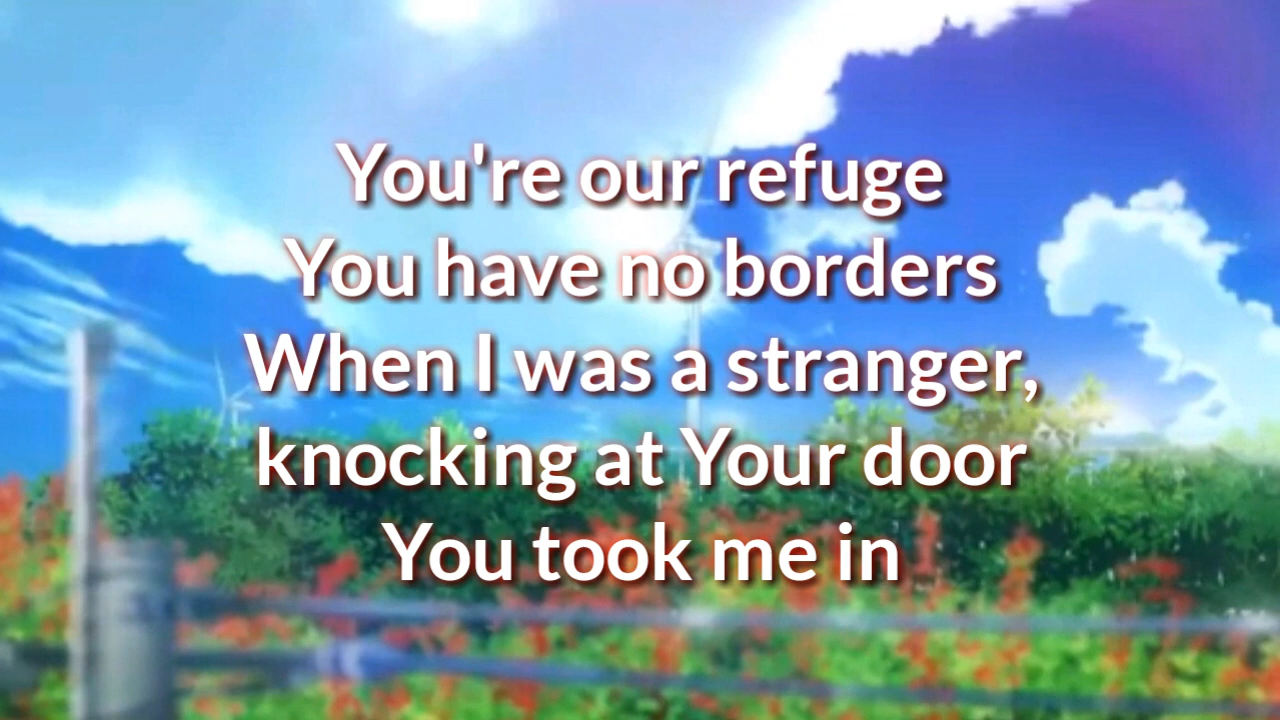 You're our refuge
You have no borders
When I was a stranger,
knocking at Your door
You took me in